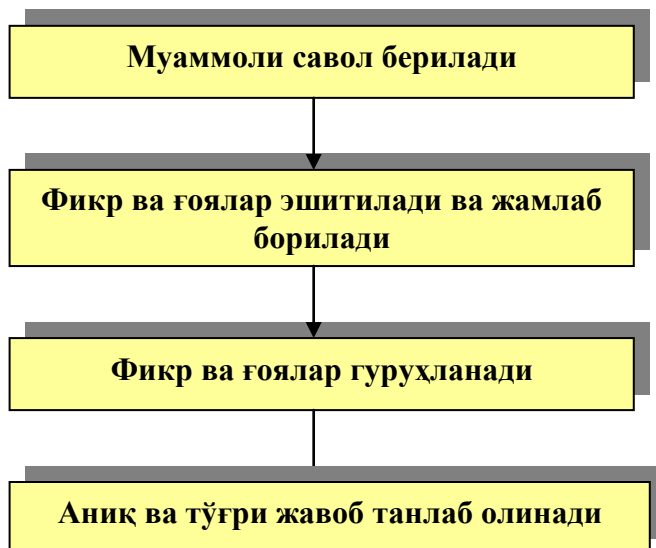 Муаммоли савол берилади
Фикр ва ғоялар эшитилади ва жамлаб
борилади
Фикр ва ғоялар гуруҳланади
Аниқ ва тўғри жавоб танлаб олинади